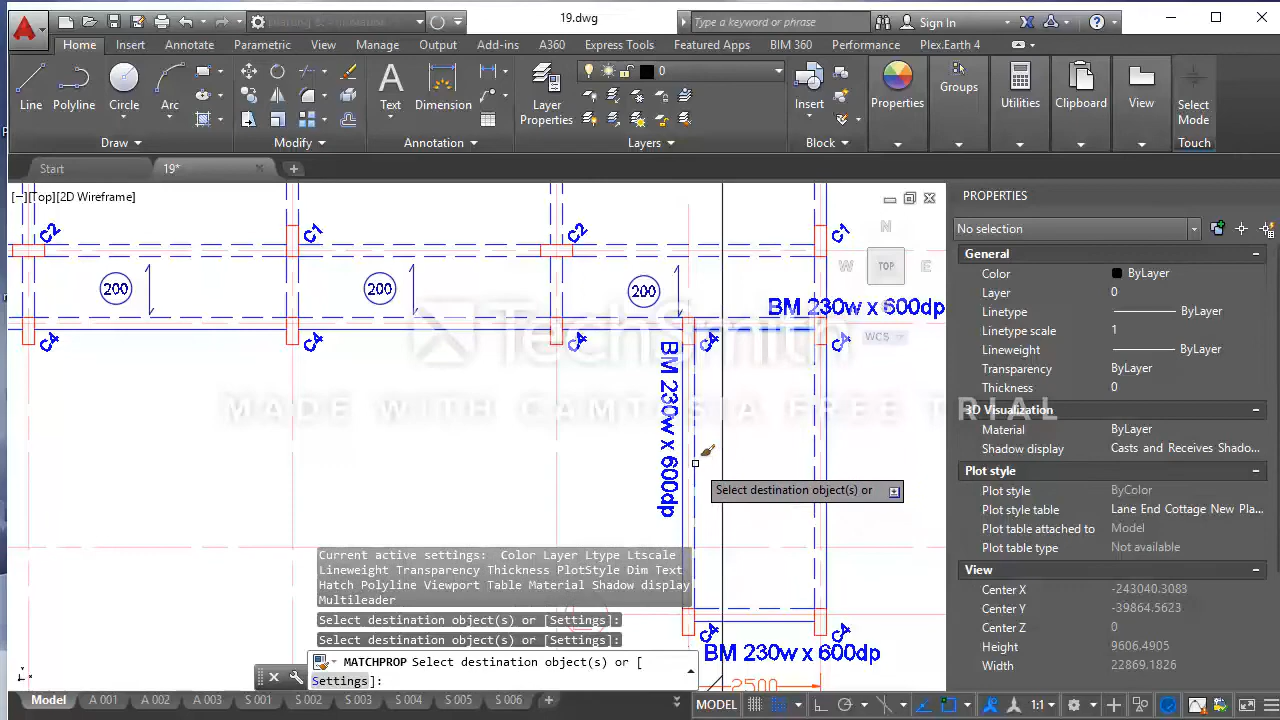 19.dwg
Type a keyword or phrase
Sign In
Home Insert Annotate Parametric View Manage Output Add-ins A360 Express Tools Featured Apps BIM 360 Performance Plex.Earth 4
0
Line Polyline Circle Arc
Text Dimension
Layer Properties
Insert
Properties
Groups
Utilities
Clipboard
View
Select Mode
Draw Modify Annotation Layers Block Touch
Start 19*
[−][Top][2D Wireframe]
C2 C1 C2 C1
N
W TOP E
200 200 200
BM 230w x 600dp
WCS
C4 C4 C4 C4 C4
TechSmith
MADE WITH CAMTASIA FREE TRIAL
BM 230w x 600dp
Select destination object(s) or
Current active settings: Color Layer Ltype Ltscale
Lineweight Transparency Thickness PlotStyle Dim Text
Hatch Polyline Viewport Table Material Shadow display
Multileader
Select destination object(s) or [Settings]:
Select destination object(s) or [Settings]:
MATCHPROP Select destination object(s) or [
Settings]:
C4 C4
BM 230w x 600dp
2500
PROPERTIES
No selection
General
Color ByLayer
Layer 0
Linetype ByLayer
Linetype scale 1
Lineweight ByLayer
Transparency ByLayer
Thickness 0
3D Visualization
Material ByLayer
Shadow display Casts and Receives Shado...
Plot style
Plot style ByColor
Plot style table Lane End Cottage New Pla...
Plot table attached to Model
Plot table type Not available
View
Center X -243040.3083
Center Y -39864.5623
Center Z 0
Height 9606.4905
Width 22869.1826
Model A 001 A 002 A 003 S 001 S 002 S 003 S 004 S 005 S 006
MODEL
1:1